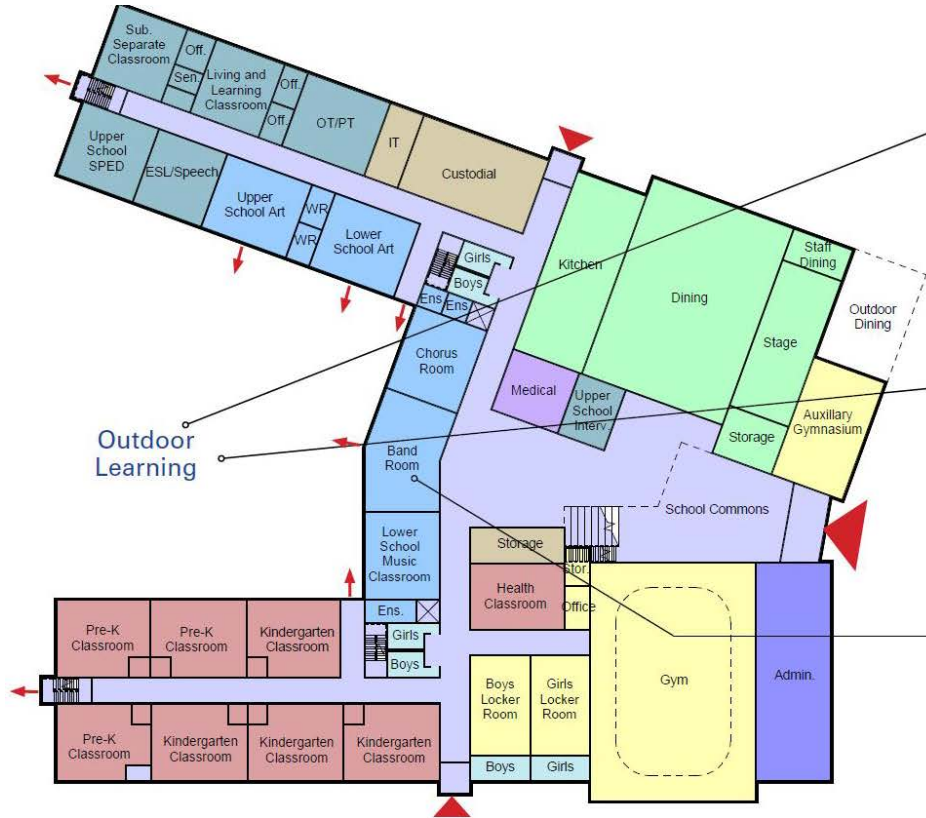 Sub.
Separate
Classroom
Off.
Sen.
Living and
Learning
Classroom
Off.
Off.
OT/PT
IT
Custodial
Upper
School
SPED
ESL/Speech
Upper
School Art
WR
WR
Lower
School Art
Girls
Boys
Ens
Ens
Kitchen
Dining
Staff
Dining
Outdoor
Dining
Stage
Chorus
Room
Medical
Upper
School
Interv.
Auxillary
Gymnasium
Storage
Outdoor
Learning
Band
Room
School Commons
Lower
School
Music
Classroom
Storage
Stor.
Health
Classroom
Office
Ens.
Girls
Boys
Pre-K
Classroom
Pre-K
Classroom
Kindergarten
Classroom
Boys
Locker
Room
Girls
Locker
Room
Gym
Admin.
Pre-K
Classroom
Kindergarten
Classroom
Kindergarten
Classroom
Kindergarten
Classroom
Boys
Girls